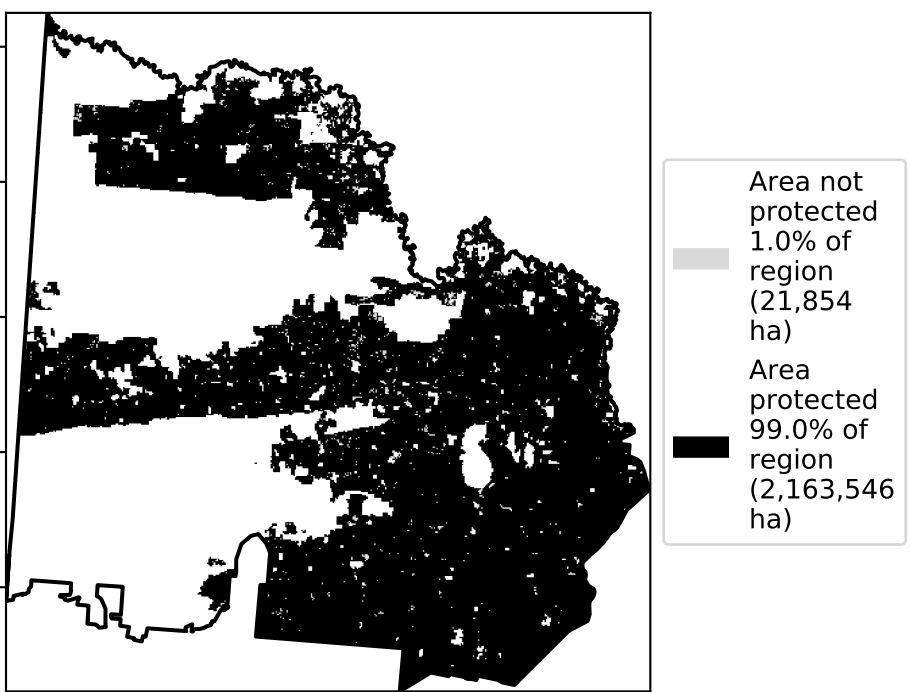 Area not
protected
1.0% of
region
(21,854
ha)
Area
protected
99.0% of
region
(2,163,546
ha)